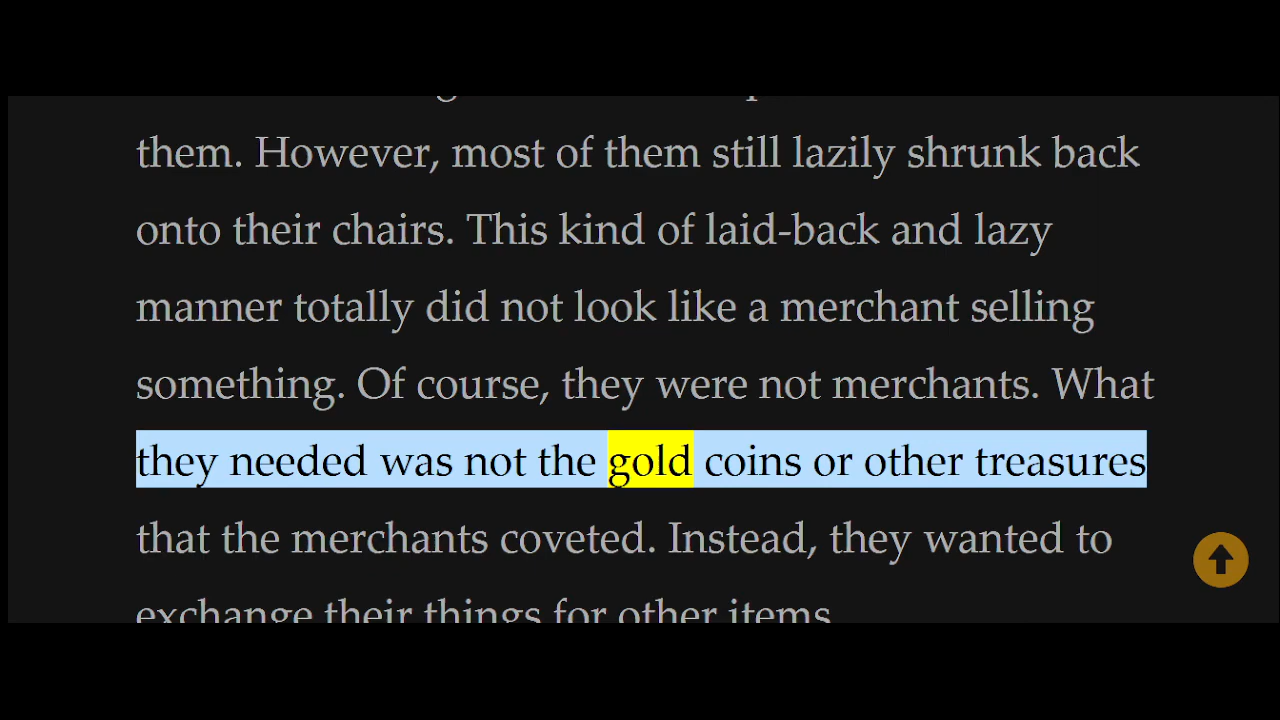 them. However, most of them still lazily shrunk back
onto their chairs. This kind of laid-back and lazy
manner totally did not look like a merchant selling
something. Of course, they were not merchants. What
they needed was not the gold coins or other treasures
that the merchants coveted. Instead, they wanted to
exchange their things for other items.